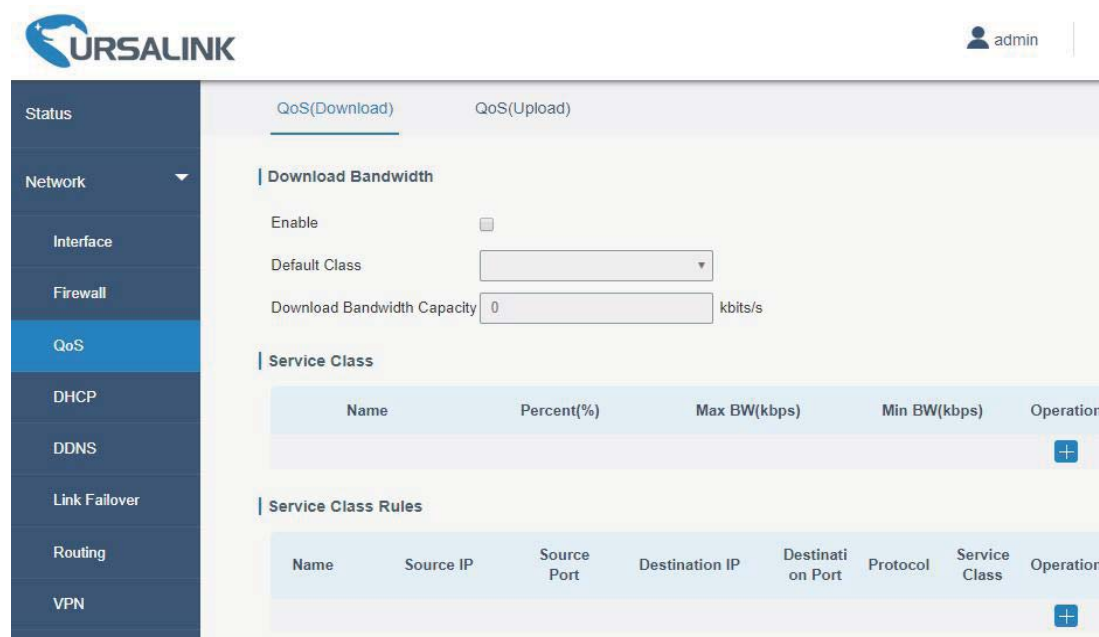 URSALINK
admin
Status
QoS(Download) QoS(Upload)
Network
Download Bandwidth
Enable
Interface
Default Class
Firewall
Download Bandwidth Capacity 0 kbits/s
QoS
Service Class
DHCP
Name Percent(%) Max BW(kbps) Min BW(kbps) Operation
DDNS
Link Failover
Service Class Rules
Routing
Name Source IP Source Port Destination IP Destinati on Port Protocol Service Class Operation
VPN